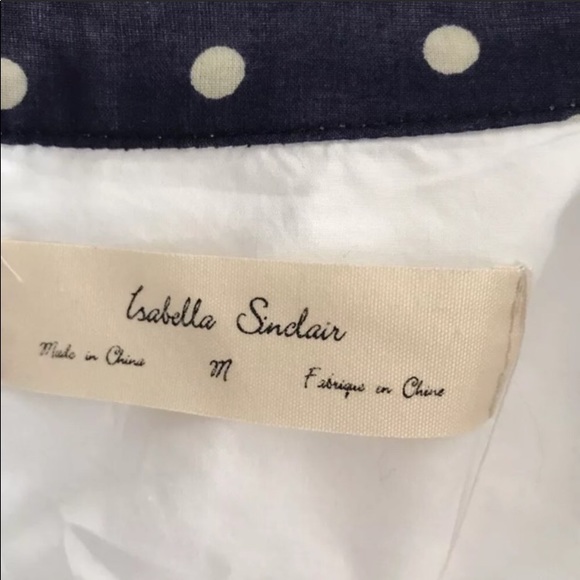 Isabella Sinclair
Made in China M Fabrique en Chine